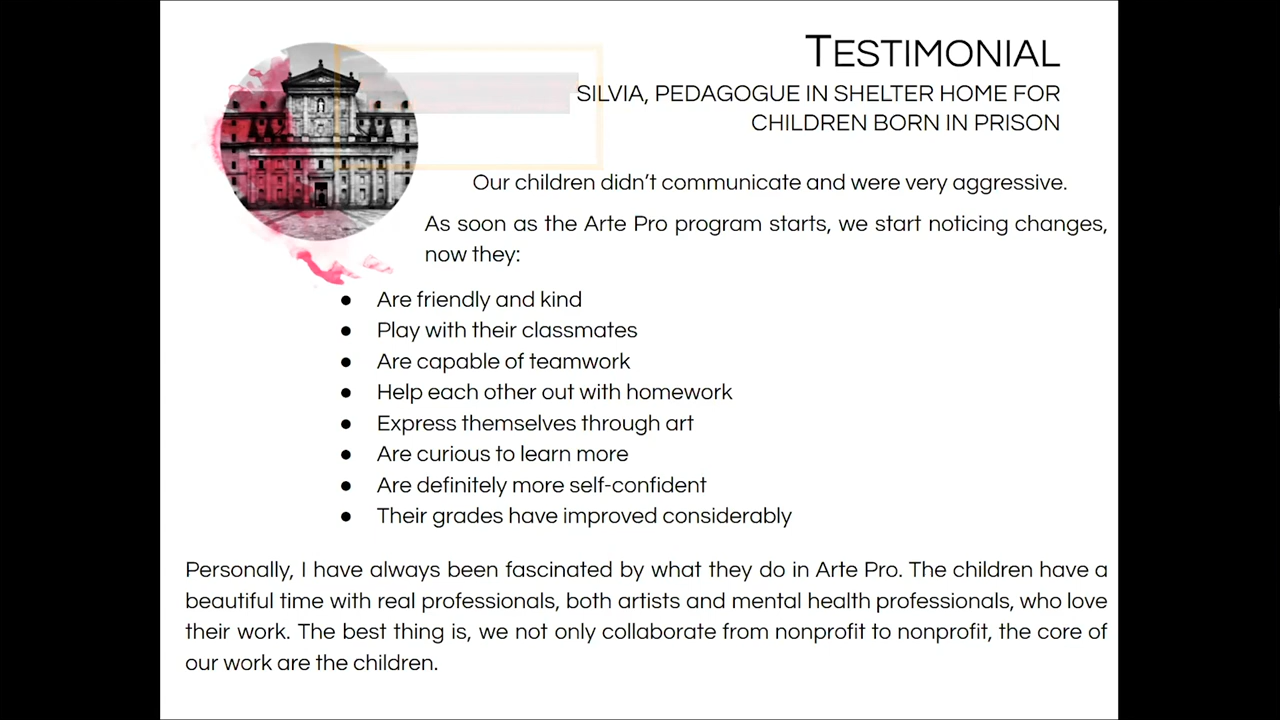 TESTIMONIAL
SILVIA, PEDAGOGUE IN SHELTER HOME FOR
CHILDREN BORN IN PRISON
Our children didn't communicate and were very aggressive.
As soon as the Arte Pro program starts, we start noticing changes,
now they:
● Are friendly and kind
● Play with their classmates
● Are capable of teamwork
● Help each other out with homework
● Express themselves through art
● Are curious to learn more
● Are definitely more self-confident
● Their grades have improved considerably
Personally, I have always been fascinated by what they do in Arte Pro. The children have a
beautiful time with real professionals, both artists and mental health professionals, who love
their work. The best thing is, we not only collaborate from nonprofit to nonprofit, the core of
our work are the children.